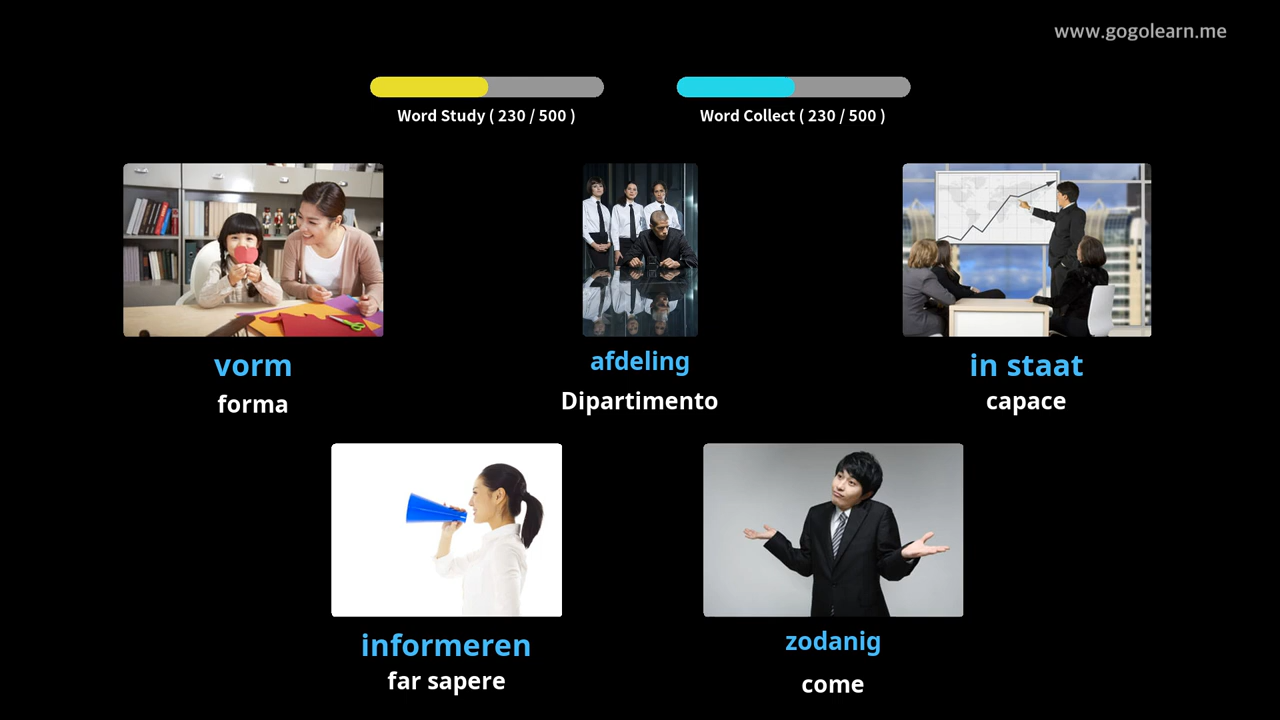 www.gogolearn.me
Word Study ( 230 / 500 )
Word Collect ( 230 / 500 )
vorm
forma
afdeling
Dipartimento
in staat
capace
informeren
far sapere
zodanig
come